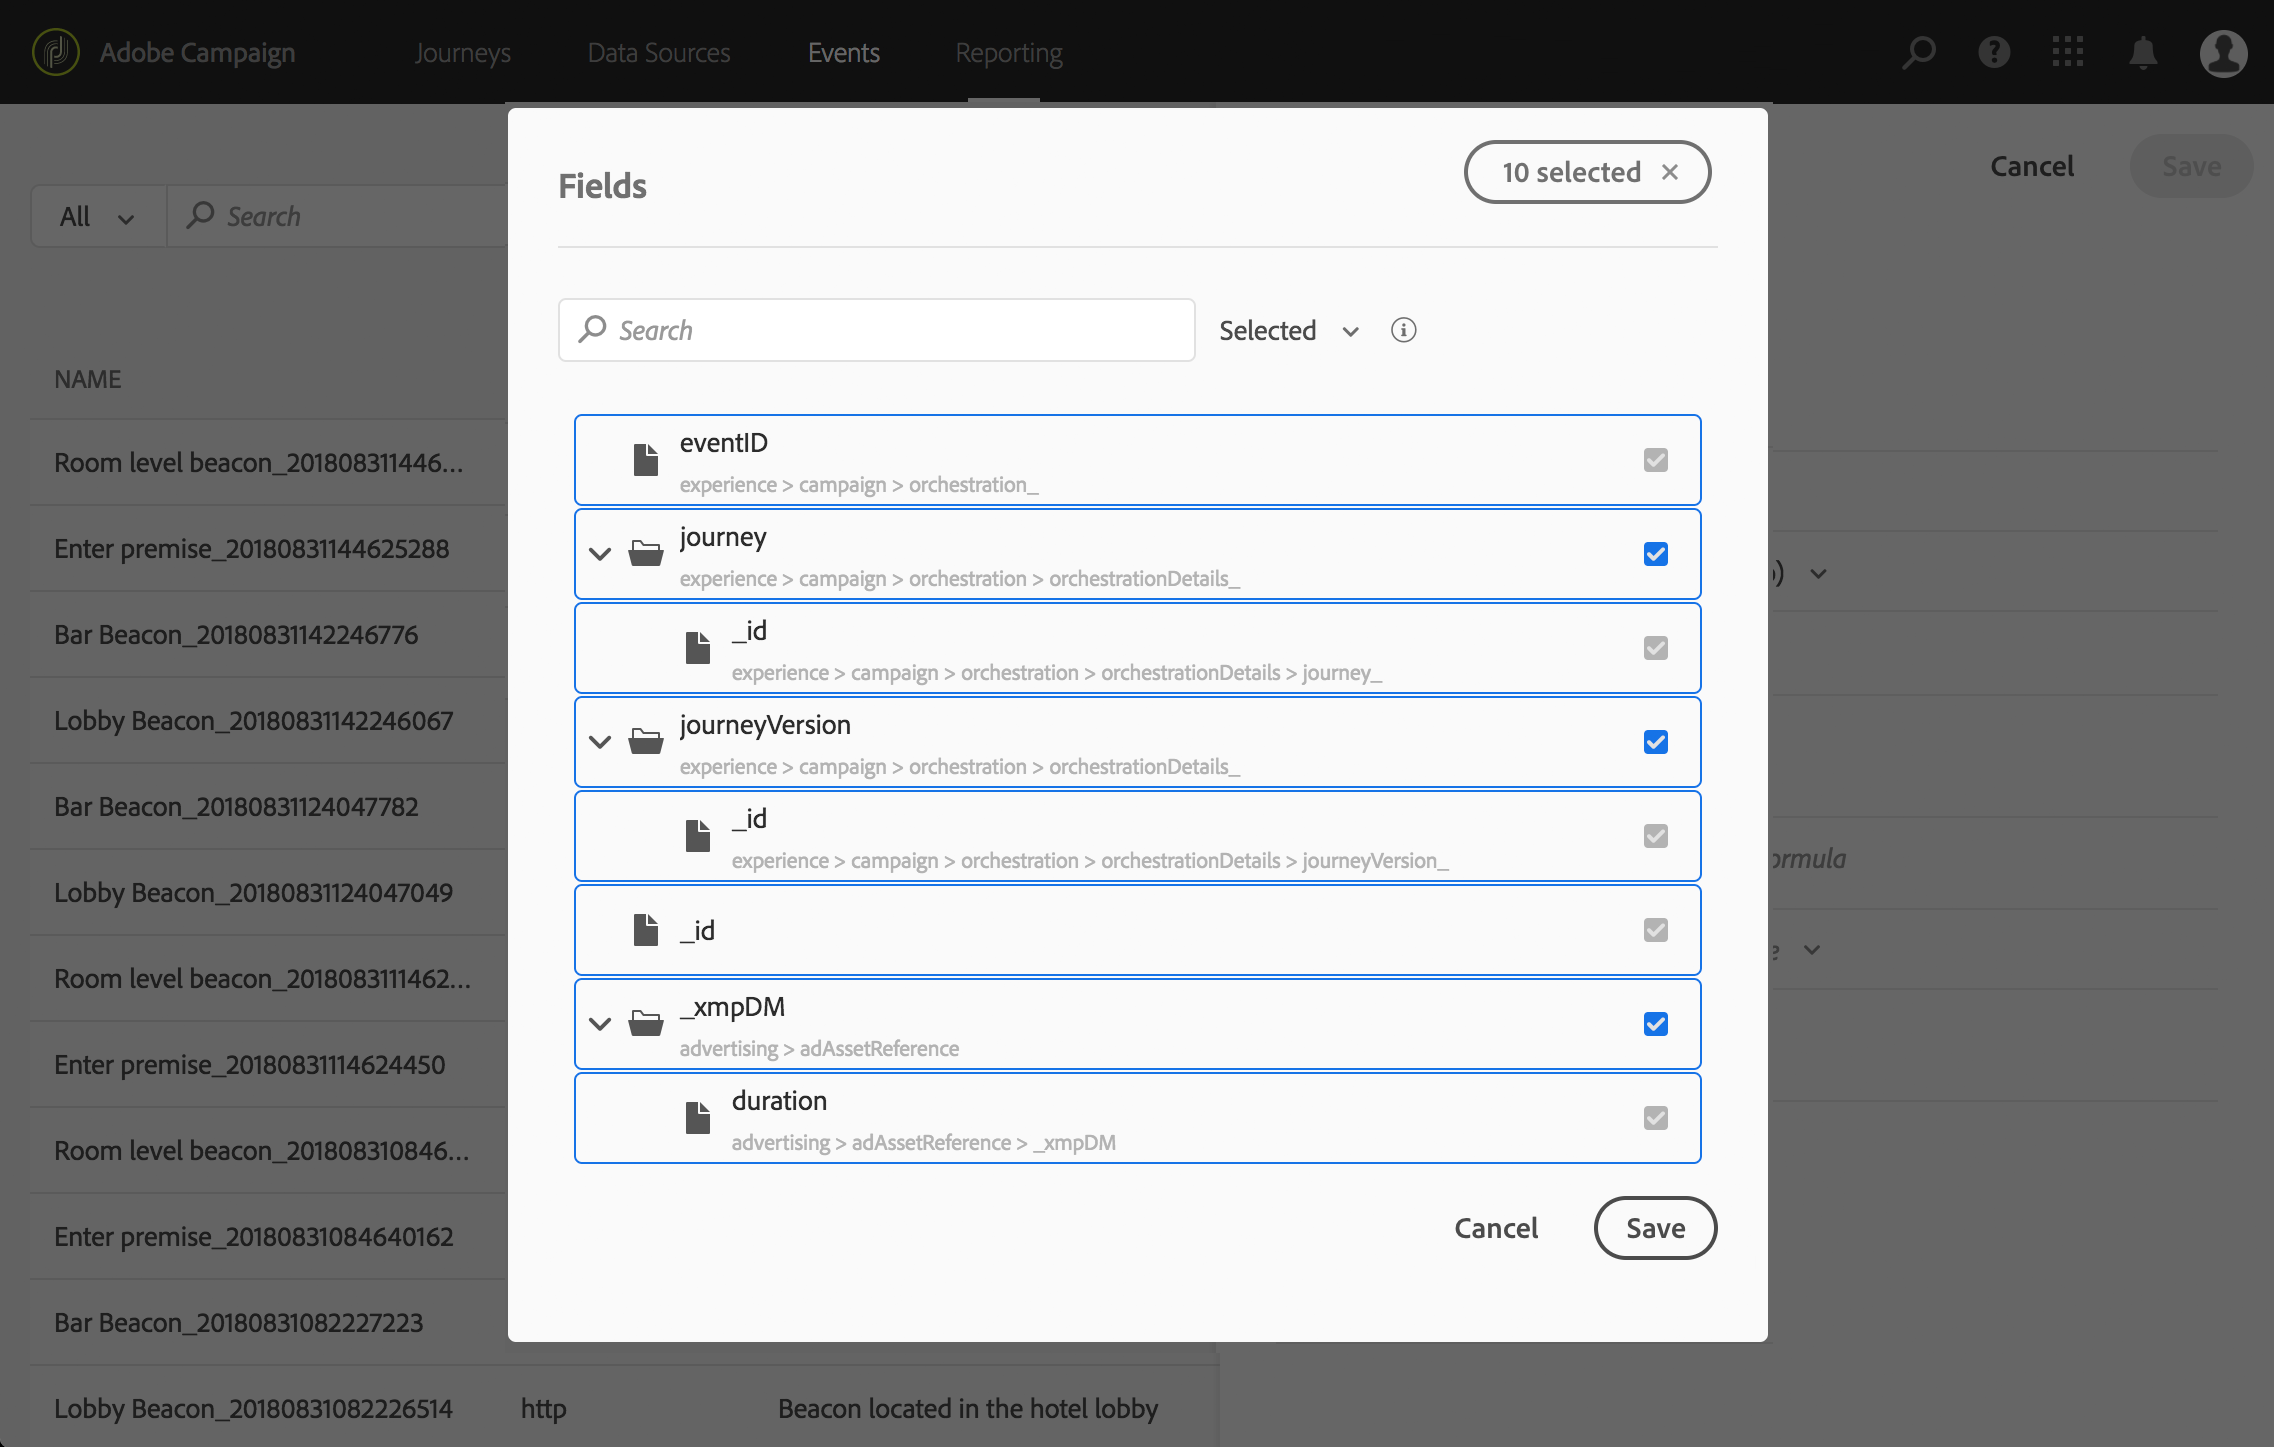 Adobe Campaign
Journeys
Data Sources
Events
Reporting
Cancel
Save
All
Search
NAME
Room level beacon_201808311446...
Enter premise_20180831144625288
Bar Beacon_20180831142246776
Lobby Beacon_20180831142246067
Bar Beacon_20180831124047782
Lobby Beacon_20180831124047049
Room level beacon_2018083111462...
Enter premise_20180831114624450
Room level beacon_201808310846...
Enter premise_20180831084640162
Bar Beacon_20180831082227223
Lobby Beacon_20180831082226514 http Beacon located in the hotel lobby
Fields
10 selected
Search
Selected
eventID
experience > campaign > orchestration_
journey
experience > campaign > orchestration > orchestrationDetails_
_id
experience > campaign > orchestration > orchestrationDetails > journey_
journeyVersion
experience > campaign > orchestration > orchestrationDetails_
_id
experience > campaign > orchestration > orchestrationDetails > journeyVersion_
_id
_xmpDM
advertising > adAssetReference
duration
advertising > adAssetReference > _xmpDM
Cancel
Save